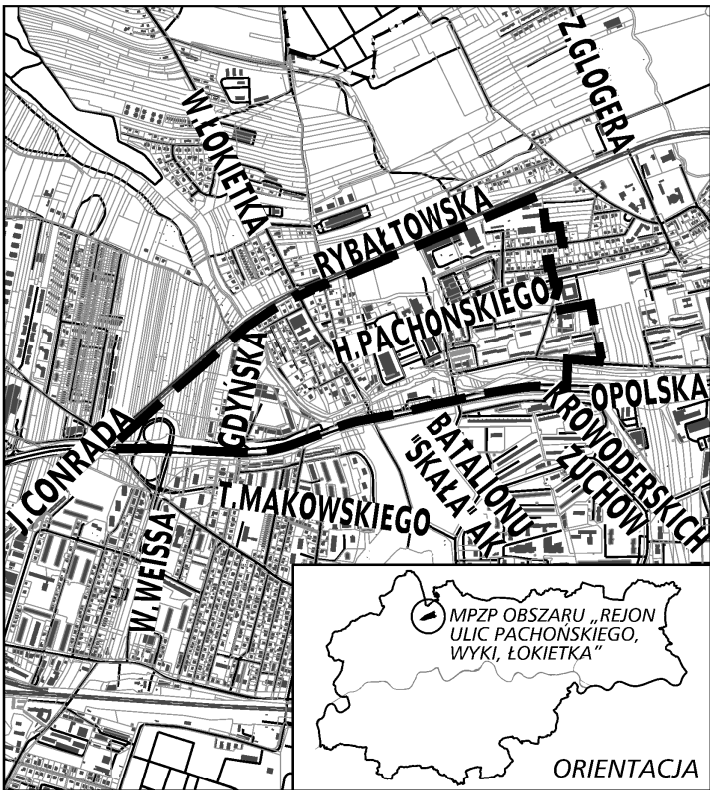 Z.GLOGERA
W.ŁOKIETKA
RYBAŁTOWSKA
H.PACHOŃSKIEGO
GDYŃSKA
OPOLSKA
J.CONRADA
KROWODERSKICH
ZUCHÓW
BATALIONU
"SKAŁA" AK
T.MAKOWSKIEGO
W.WEISSA
MPZP OBSZARU „REJON
ULIC PACHOŃSKIEGO,
WYKI, ŁOKIETKA”
ORIENTACJA